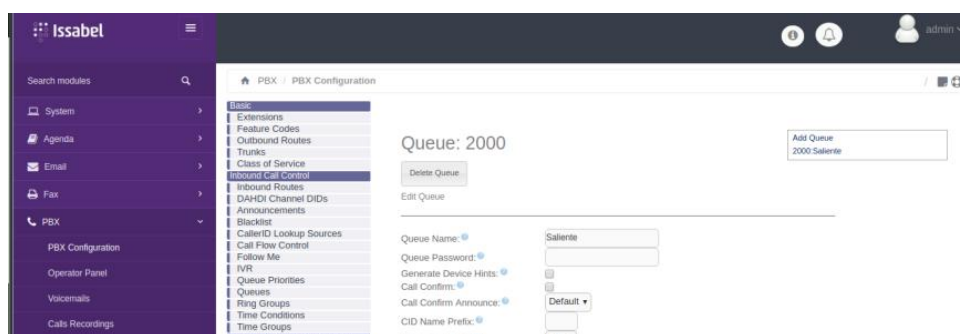 Issabel
admin
Search modules
PBX / PBX Configuration
/
System
Agenda
Email
Fax
PBX
PBX Configuration
Operator Panel
Voicemails
Calls Recordings
Basic
Extensions
Feature Codes
Outbound Routes
Trunks
Class of Service
Inbound Call Control
Inbound Routes
DAHDI Channel DIDs
Announcements
Blacklist
CallerID Lookup Sources
Call Flow Control
Follow Me
IVR
Queue Priorities
Queues
Ring Groups
Time Conditions
Time Groups
Queue: 2000
Delete Queue
Edit Queue
Queue Name: Saliente
Queue Password:
Generate Device Hints:
Call Confirm:
Call Confirm Announce: Default
CID Name Prefix:
Add Queue
2000:Saliente